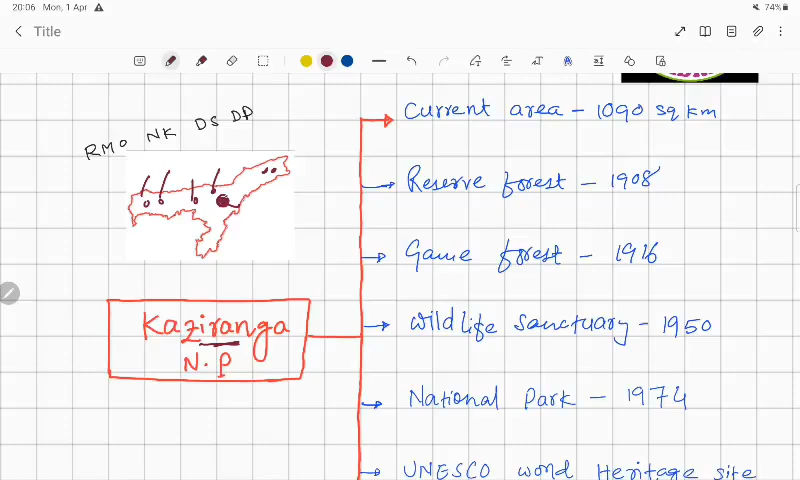 20:06 Mon, 1 Apr
74%
Title
Current area - 1090 sq km
RMO NK DS DD
Reserve forest - 1908
Game forest - 1916
Kaziranga
N.P
Wildlife Sanctuary - 1950
National Park - 1974
UNESCO world Heritage site